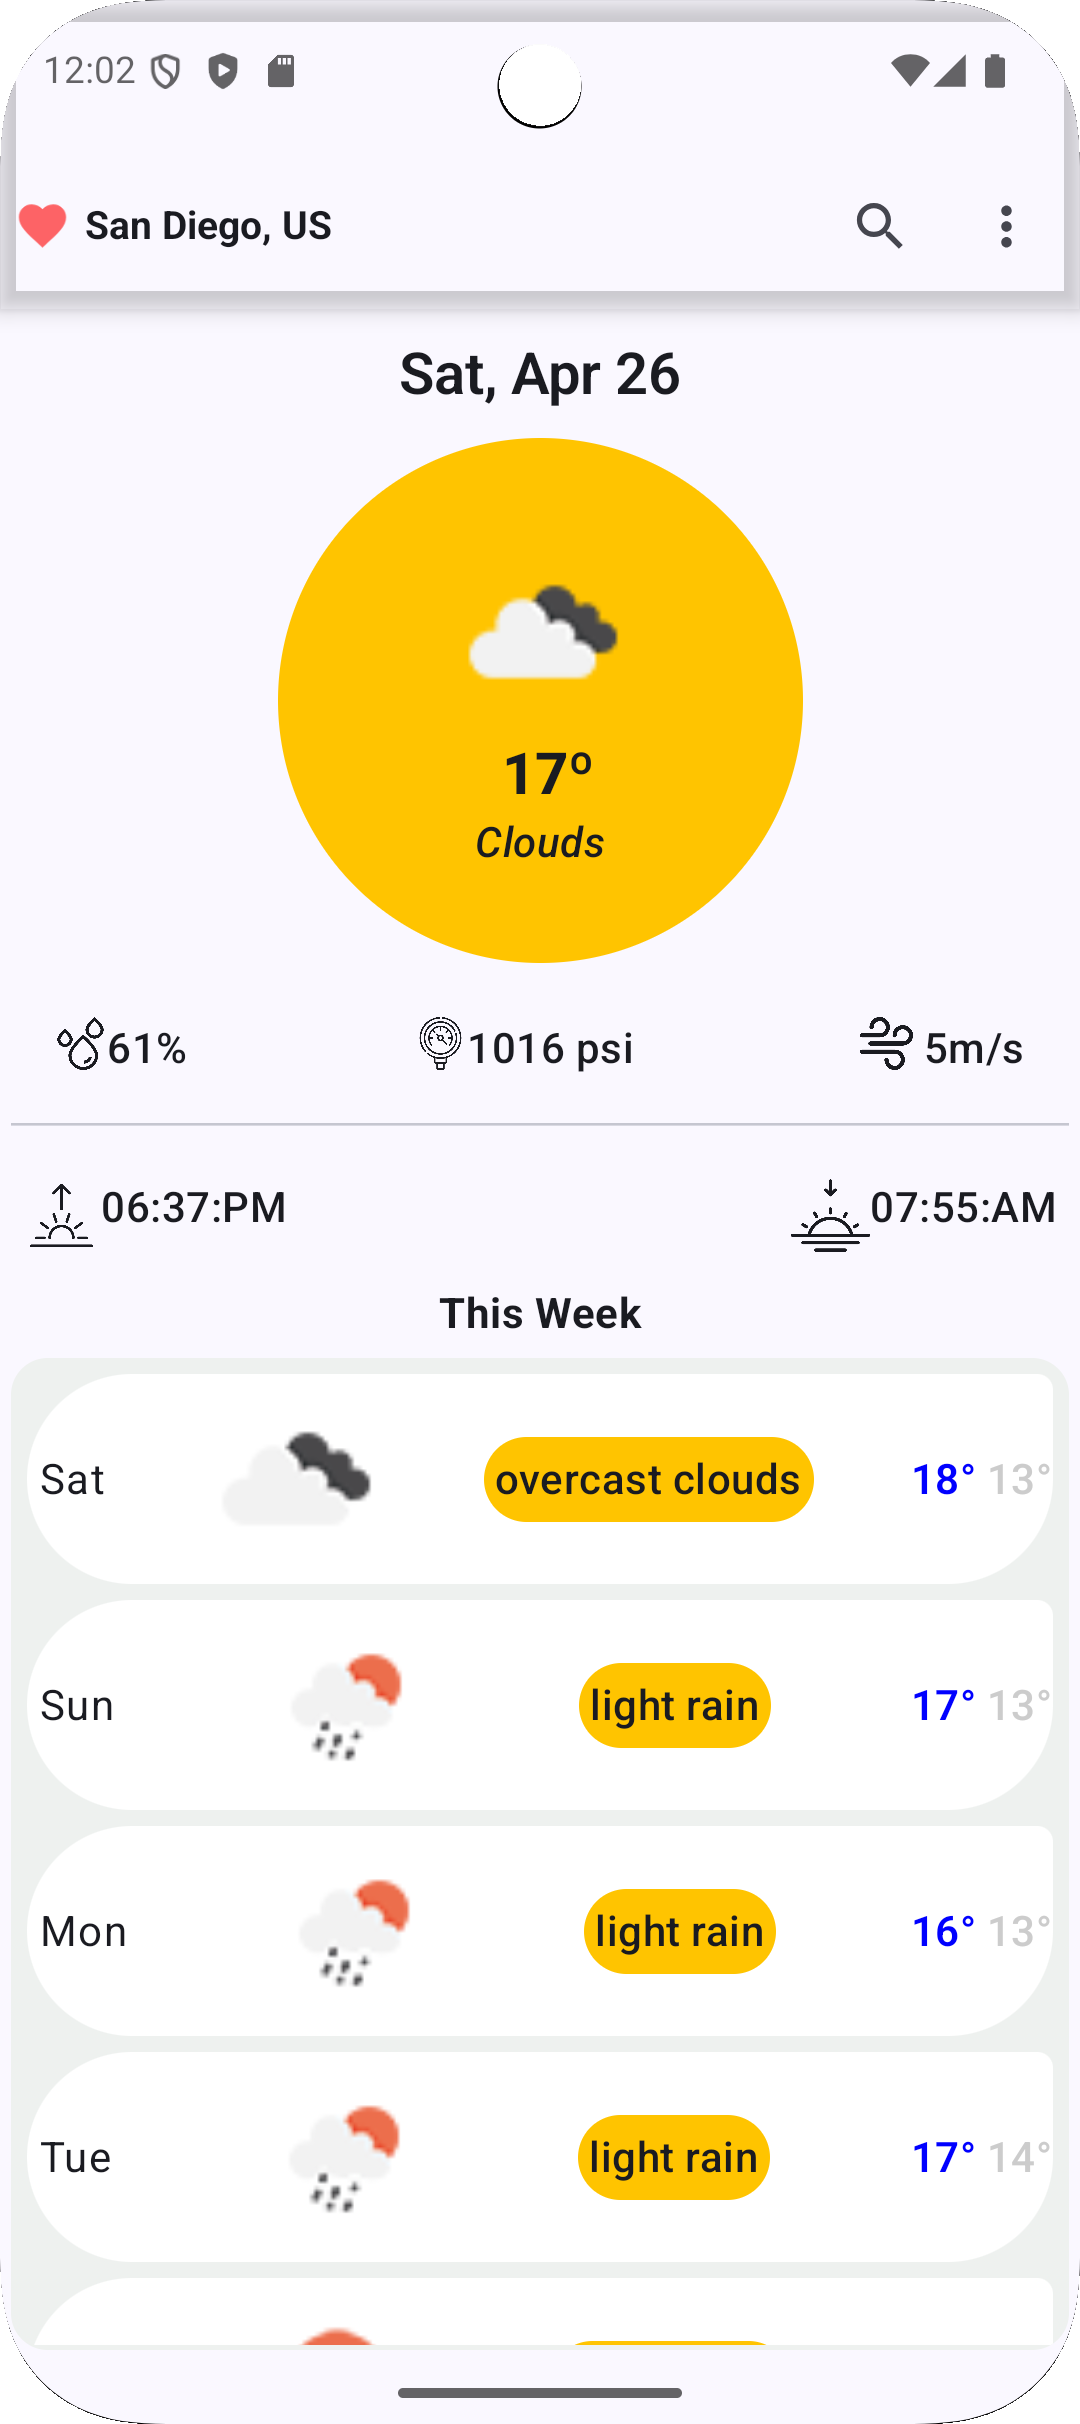 12:02
San Diego, US
Sat, Apr 26
17º
Clouds
61% 1016 psi 5m/s
06:37:PM 07:55:AM
This Week
Sat overcast clouds 18° 13°
Sun light rain 17° 13°
Mon light rain 16° 13°
Tue light rain 17° 14°